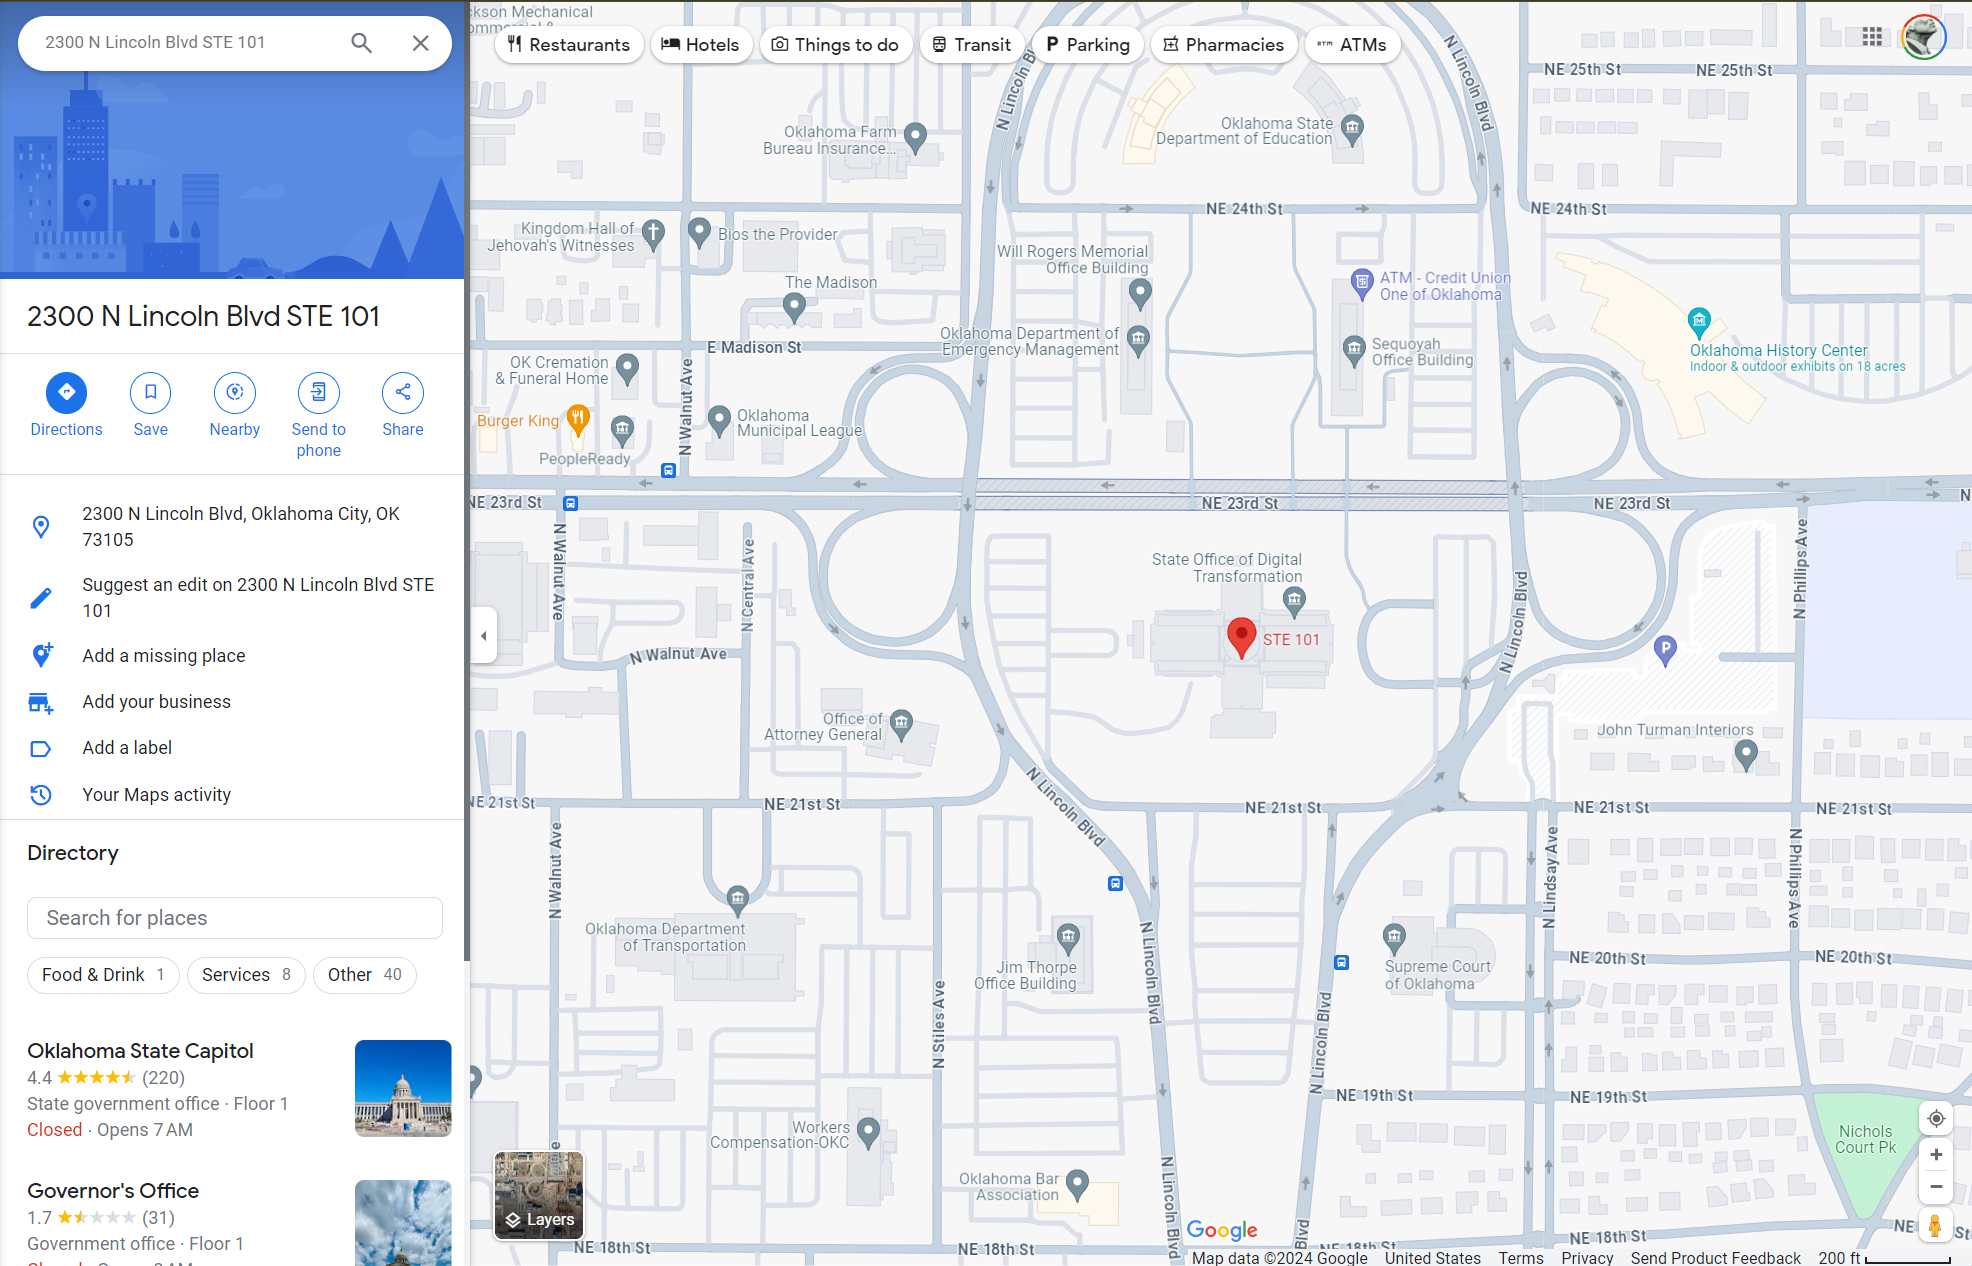 2300 N Lincoln Blvd STE 101
Restaurants
Hotels
Things to do
Transit
Parking
Pharmacies
ATMs
2300 N Lincoln Blvd STE 101
Directions
Save
Nearby
Send to
phone
Share
2300 N Lincoln Blvd, Oklahoma City, OK
73105
Suggest an edit on 2300 N Lincoln Blvd STE
101
Add a missing place
Add your business
Add a label
Your Maps activity
Directory
Search for places
Food & Drink 1
Services 8
Other 40
Oklahoma State Capitol
4.4 (220)
State government office · Floor 1
Closed · Opens 7 AM
Governor's Office
1.7 (31)
Government office · Floor 1
Layers
kson Mechanical
N Lincoln Blvd
NE 25th St
NE 25th St
Oklahoma Farm
Bureau Insurance...
Oklahoma State
Department of Education
NE 24th St
NE 24th St
Kingdom Hall of
Jehovah's Witnesses
Bios the Provider
The Madison
Will Rogers Memorial
Office Building
ATM - Credit Union
One of Oklahoma
Oklahoma Department of
Emergency Management
Sequoyah
Office Building
Oklahoma History Center
Indoor & outdoor exhibits on 18 acres
E Madison St
OK Cremation
& Funeral Home
N Walnut Ave
Burger King
PeopleReady
Oklahoma
Municipal League
NE 23rd St
NE 23rd St
NE 23rd St
N
N Walnut Ave
N Central Ave
N Walnut Ave
State Office of Digital
Transformation
STE 101
N Lincoln Blvd
N Phillips Ave
P
John Turman Interiors
Office of
Attorney General
N Lincoln Blvd
NE 21st St
NE 21st St
NE 21st St
NE 21st St
NE 21st St
N Walnut Ave
N Lindsay Ave
N Phillips Ave
Oklahoma Department
of Transportation
Jim Thorpe
Office Building
N Lincoln Blvd
Supreme Court
of Oklahoma
NE 20th St
NE 20th St
N Stiles Ave
N Lincoln Blvd
NE 19th St
NE 19th St
Workers
Compensation-OKC
Nichols
Court Pk
Oklahoma Bar
Association
N Lincoln Blvd
Blvd
NE 18th St
NE 18th St
NE 18th St
NE 18th St
NE
St
Google
Map data ©2024 Google
United States
Terms
Privacy
Send Product Feedback
200 ft